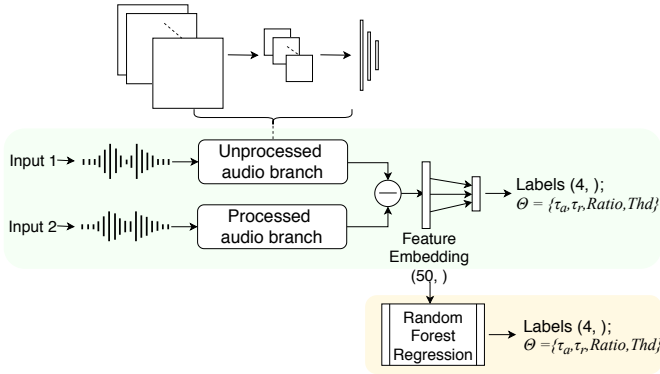 Input 1
Unprocessed
audio branch
Labels (4, );
Θ = {τa,τr,Ratio,Thd}
Input 2
Processed
audio branch
Feature
Embedding
(50, )
Random
Forest
Regression
Labels (4, );
Θ ={τa,τr,Ratio,Thd}